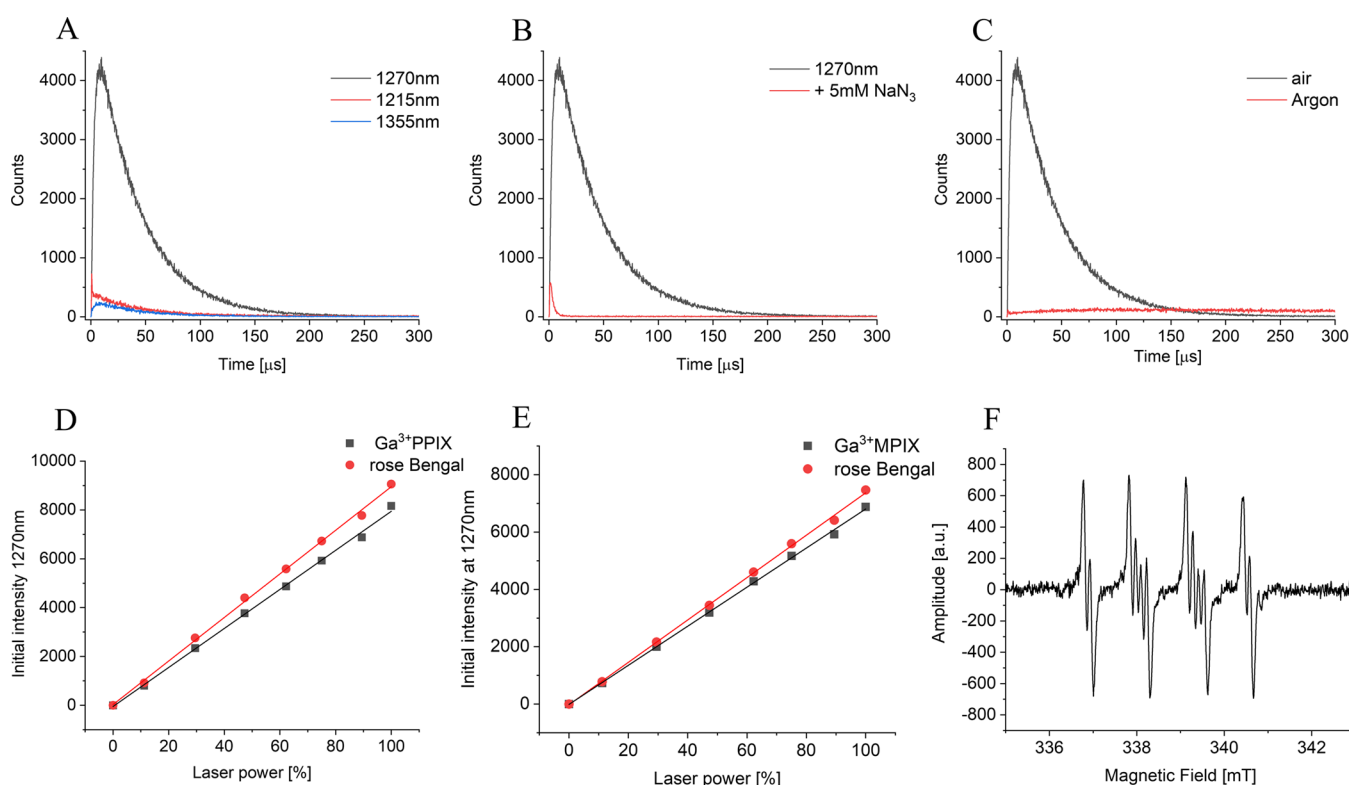 A
1270nm
1215nm
1355nm
4000
3000
2000
1000
0
Counts
0 50 100 150 200 250 300
Time [μs]
B
1270nm
+ 5mM NaN₃
4000
3000
2000
1000
0
Counts
0 50 100 150 200 250 300
Time [μs]
C
air
Argon
4000
3000
2000
1000
0
Counts
0 50 100 150 200 250 300
Time [μs]
D
Ga³⁺PPIX
rose Bengal
10000
8000
6000
4000
2000
0
Initial intensity 1270nm
0 20 40 60 80 100
Laser power [%]
E
Ga³⁺MPIX
rose Bengal
8000
6000
4000
2000
0
Initial intensity at 1270nm
0 20 40 60 80 100
Laser power [%]
F
800
600
400
200
0
-200
-400
-600
-800
Amplitude [a.u.]
336 338 340 342
Magnetic Field [mT]